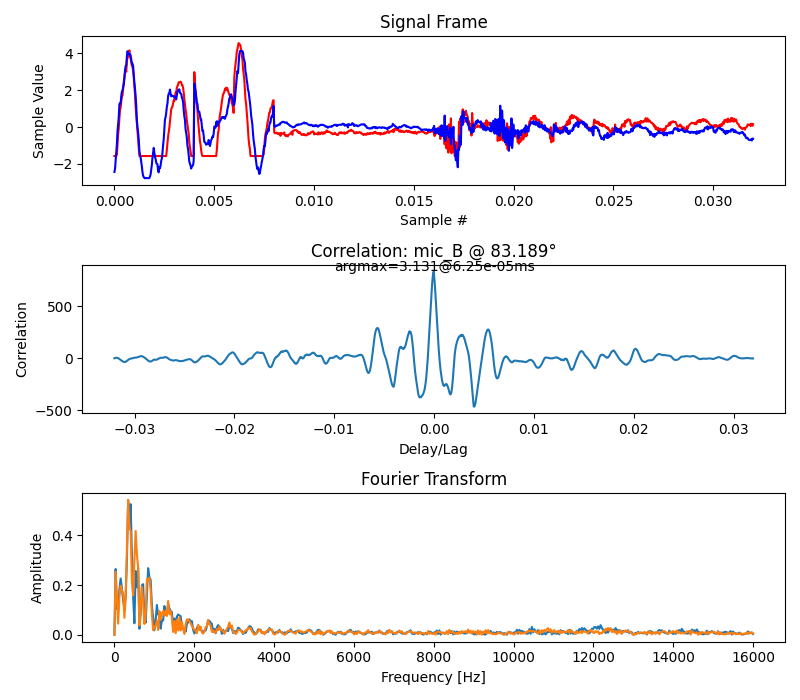 Signal Frame
4
2
0
−2
Sample Value
0.000 0.005 0.010 0.015 0.020 0.025 0.030
Sample #
Correlation: mic_B @ 83.189°
argmax=3.131@6.25e-05ms
500
0
−500
Correlation
−0.03 −0.02 −0.01 0.00 0.01 0.02 0.03
Delay/Lag
Fourier Transform
0.4
0.2
0.0
Amplitude
0 2000 4000 6000 8000 10000 12000 14000 16000
Frequency [Hz]